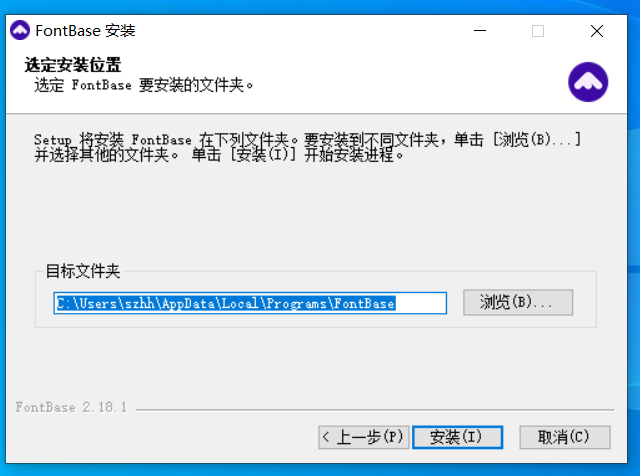 FontBase 安装
选定安装位置
选定 FontBase 要安装的文件夹。
Setup 将安装 FontBase 在下列文件夹。要安装到不同文件夹，单击 [浏览(B)...]
并选择其他的文件夹。 单击 [安装(I)] 开始安装进程。
目标文件夹
C:\Users\szhh\AppData\Local\Programs\FontBase
浏览(B)...
FontBase 2.18.1
< 上一步(P)
安装(I)
取消(C)